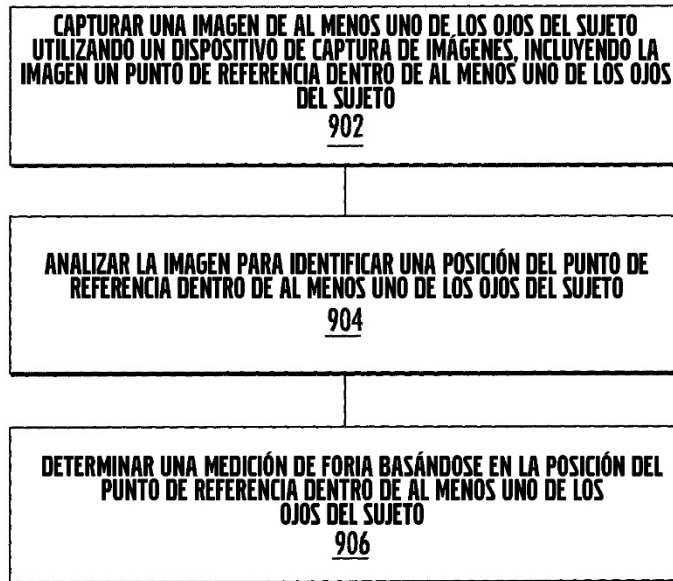 CAPTURAR UNA IMAGEN DE AL MENOS UNO DE LOS OJOS DEL SUJETO
UTILIZANDO UN DISPOSITIVO DE CAPTURA DE IMÁGENES, INCLUYENDO LA
IMAGEN UN PUNTO DE REFERENCIA DENTRO DE AL MENOS UNO DE LOS OJOS
DEL SUJETO
902
ANALIZAR LA IMAGEN PARA IDENTIFICAR UNA POSICIÓN DEL PUNTO DE
REFERENCIA DENTRO DE AL MENOS UNO DE LOS OJOS DEL SUJETO
904
DETERMINAR UNA MEDICIÓN DE FORIA BASÁNDOSE EN LA POSICIÓN DEL
PUNTO DE REFERENCIA DENTRO DE AL MENOS UNO DE LOS
OJOS DEL SUJETO
906